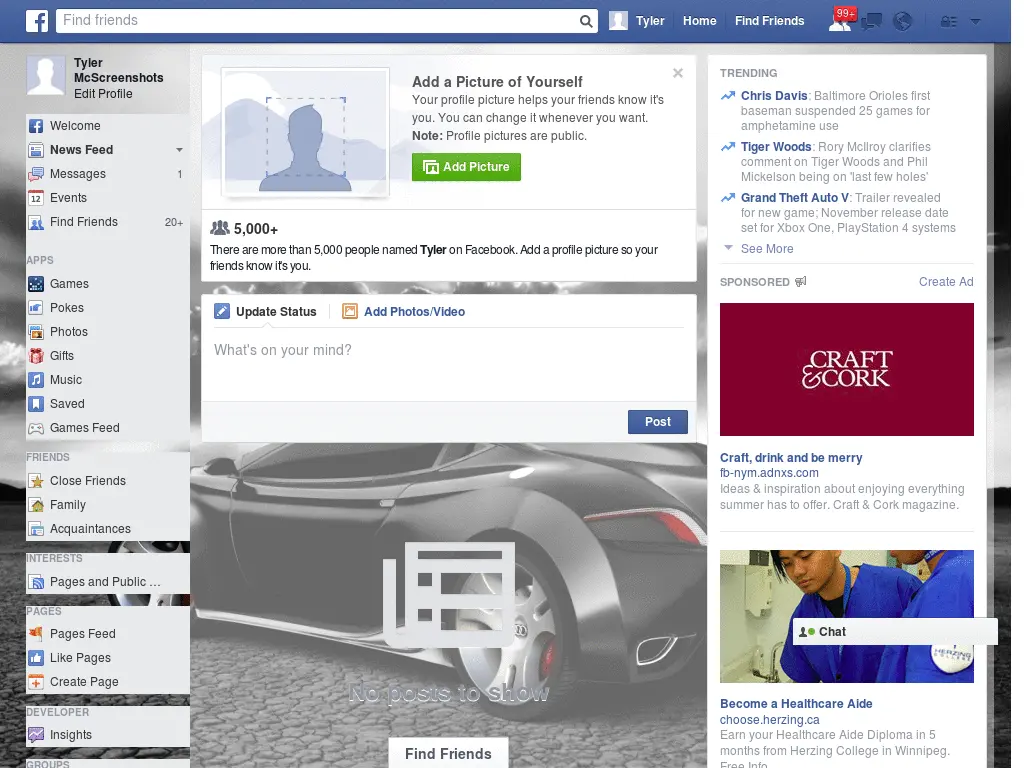 Find friends
Tyler
Home
Find Friends
99+
Tyler
McScreenshots
Edit Profile
Welcome
News Feed
Messages 1
12 Events
Find Friends 20+
APPS
Games
Pokes
Photos
Gifts
Music
Saved
Games Feed
FRIENDS
Close Friends
Family
Acquaintances
INTERESTS
Pages and Public ...
PAGES
Pages Feed
Like Pages
Create Page
DEVELOPER
Insights
GROUPS
Add a Picture of Yourself
Your profile picture helps your friends know it's
you. You can change it whenever you want.
Note: Profile pictures are public.
Add Picture
5,000+
There are more than 5,000 people named Tyler on Facebook. Add a profile picture so your
friends know it's you.
Update Status
Add Photos/Video
What's on your mind?
Post
No posts to show
Find Friends
TRENDING
Chris Davis: Baltimore Orioles first
baseman suspended 25 games for
amphetamine use
Tiger Woods: Rory McIlroy clarifies
comment on Tiger Woods and Phil
Mickelson being on 'last few holes'
Grand Theft Auto V: Trailer revealed
for new game; November release date
set for Xbox One, PlayStation 4 systems
See More
SPONSORED
Create Ad
CRAFT
&CORK
Craft, drink and be merry
fb-nym.adnxs.com
Ideas & inspiration about enjoying everything
summer has to offer. Craft & Cork magazine.
Chat
HERZING
COLLEGE
Become a Healthcare Aide
choose.herzing.ca
Earn your Healthcare Aide Diploma in 5
months from Herzing College in Winnipeg.
Free Info